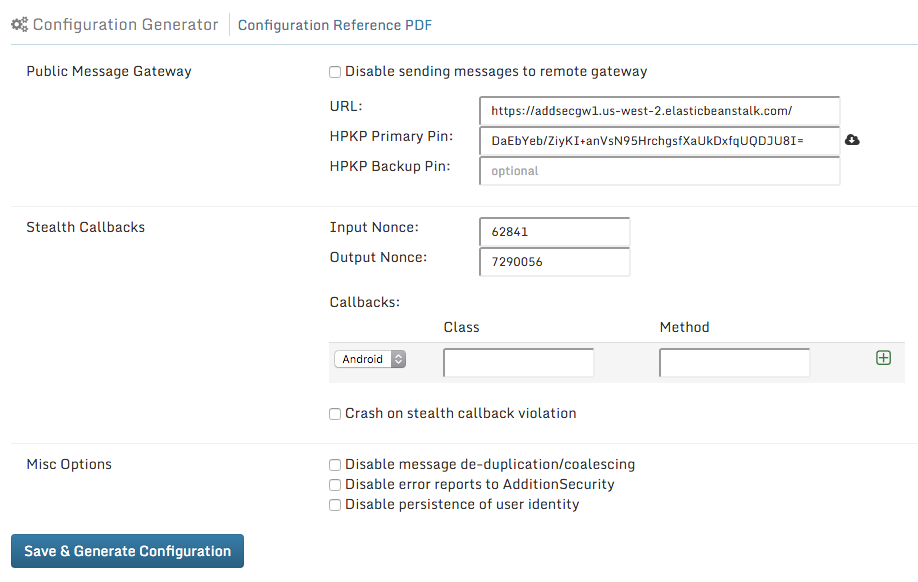 Configuration Generator Configuration Reference PDF
Public Message Gateway Disable sending messages to remote gateway
URL: https://addsecgw1.us-west-2.elasticbeanstalk.com/
HPKP Primary Pin: DaEbYeb/ZiyKI+anVsN95HrchgsfXaUkDxfqUQDJU8I=
HPKP Backup Pin: optional
Stealth Callbacks Input Nonce: 62841
Output Nonce: 7290056
Callbacks:
Class Method
Android
Crash on stealth callback violation
Misc Options Disable message de-duplication/coalescing
Disable error reports to AdditionSecurity
Disable persistence of user identity
Save & Generate Configuration